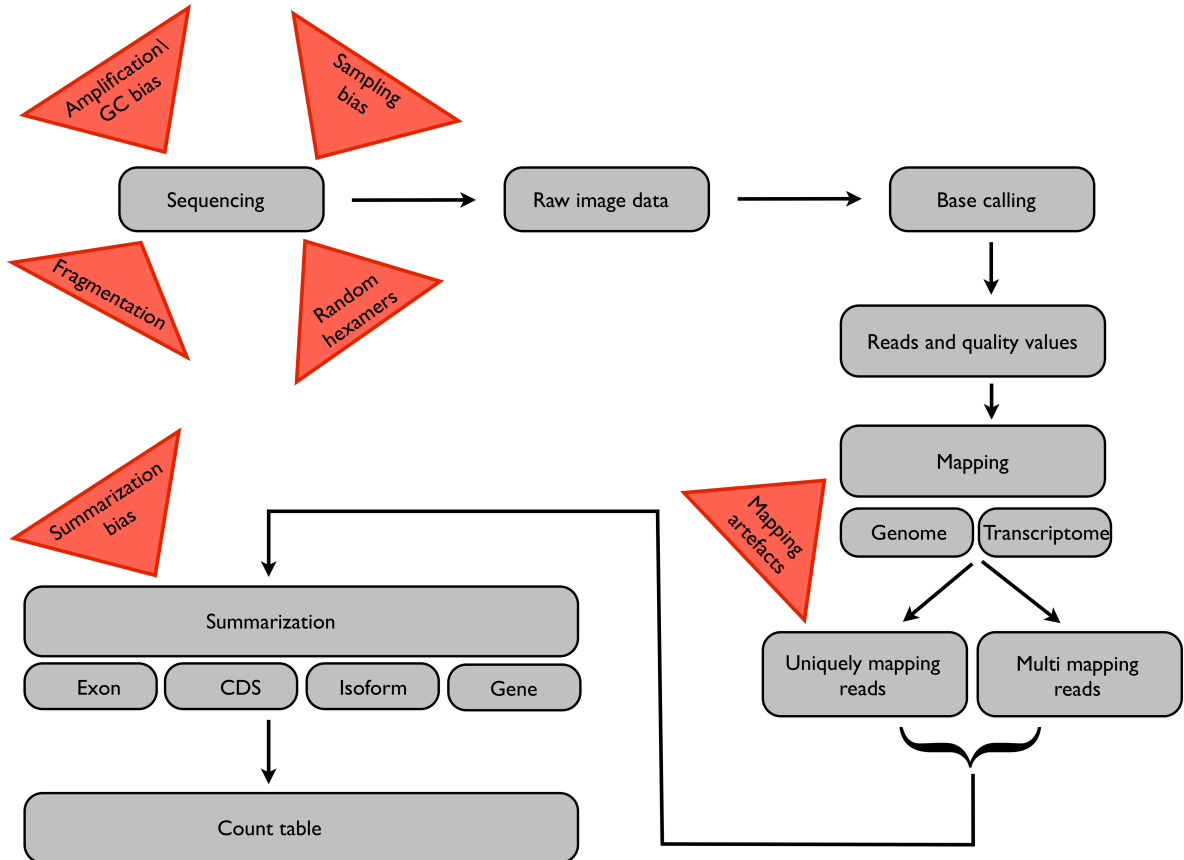 Amplification\
GC bias
Sampling
bias
Sequencing
Raw image data
Base calling
Fragmentation
Random
hexamers
Reads and quality values
Mapping
Genome
Transcriptome
Mapping
artefacts
Uniquely mapping
reads
Multi mapping
reads
Summarization
bias
Summarization
Exon
CDS
Isoform
Gene
Count table